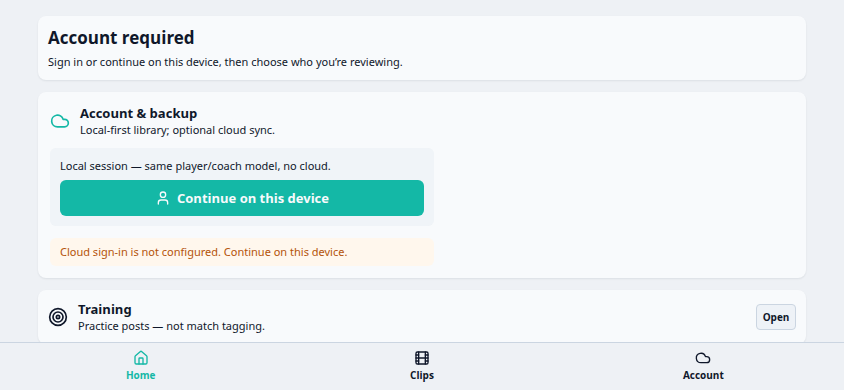 Account required
Sign in or continue on this device, then choose who you're reviewing.
Account & backup
Local-first library; optional cloud sync.
Local session — same player/coach model, no cloud.
Continue on this device
Cloud sign-in is not configured. Continue on this device.
Training
Practice posts — not match tagging.
Open
Home
Clips
Account